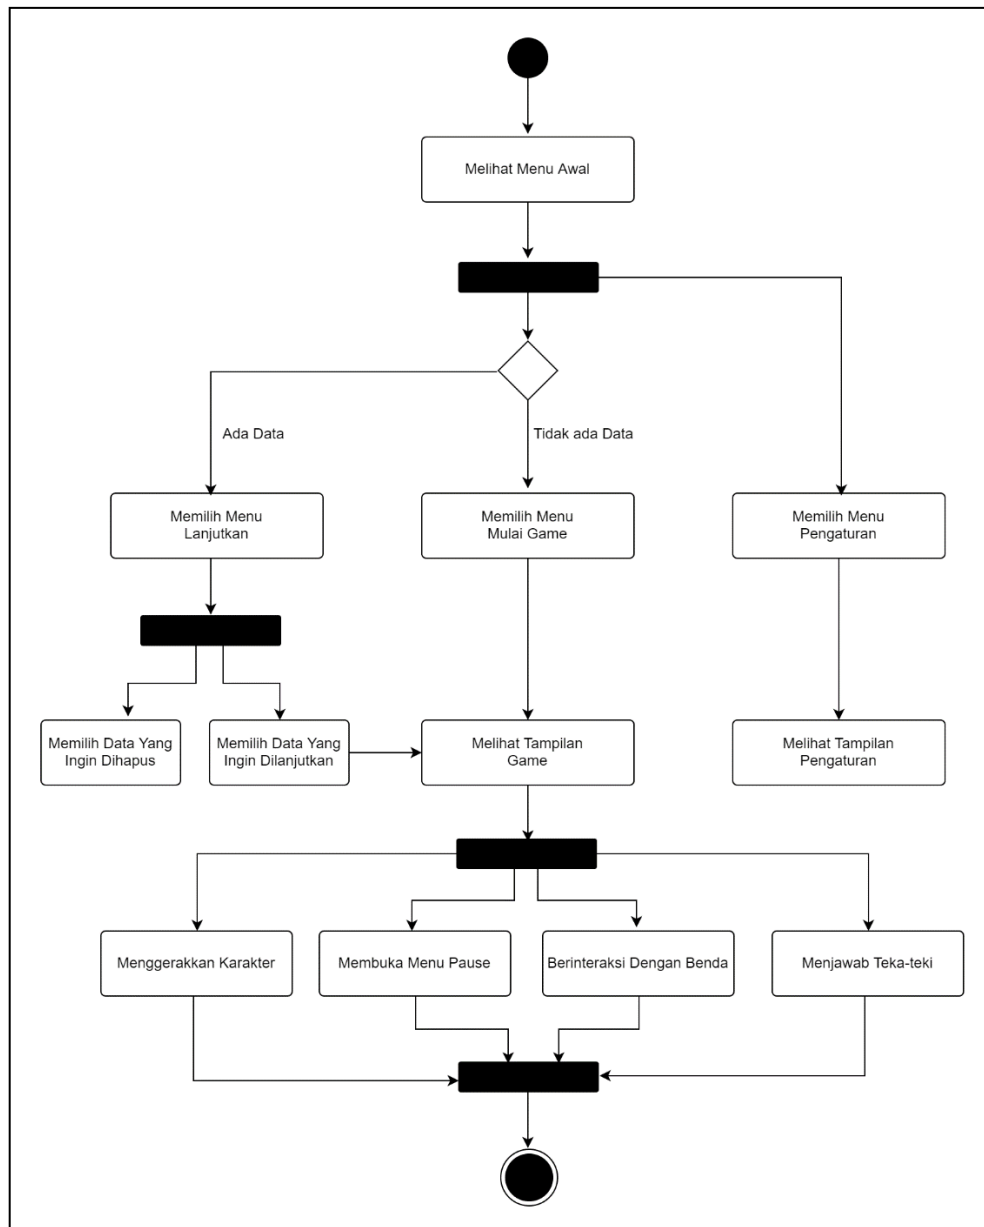 Melihat Menu Awal
Ada Data
Tidak ada Data
Memilih Menu
Lanjutkan
Memilih Menu
Mulai Game
Memilih Menu
Pengaturan
Memilih Data Yang
Ingin Dihapus
Memilih Data Yang
Ingin Dilanjutkan
Melihat Tampilan
Game
Melihat Tampilan
Pengaturan
Menggerakkan Karakter
Membuka Menu Pause
Berinteraksi Dengan Benda
Menjawab Teka-teki